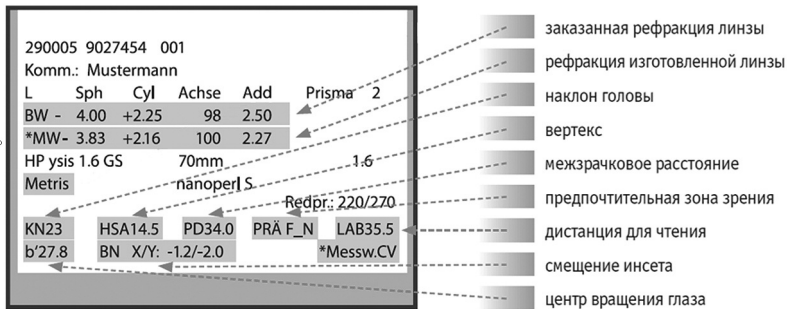 290005 9027454 001
Komm.: Mustermann
L Sph Cyl Achse Add Prisma 2
BW - 4.00 +2.25 98 2.50
*MW- 3.83 +2.16 100 2.27
HP ysis 1.6 GS 70mm 1.6
Metris nanoperl S
Redpr.: 220/270
KN23 HSA14.5 PD34.0 PRÄ F_N LAB35.5
b'27.8 BN X/Y: -1.2/-2.0 *Messw.CV
заказанная рефракция линзы
рефракция изготовленной линзы
наклон головы
вертекс
межзрачковое расстояние
предпочтительная зона зрения
дистанция для чтения
смещение инсета
центр вращения глаза